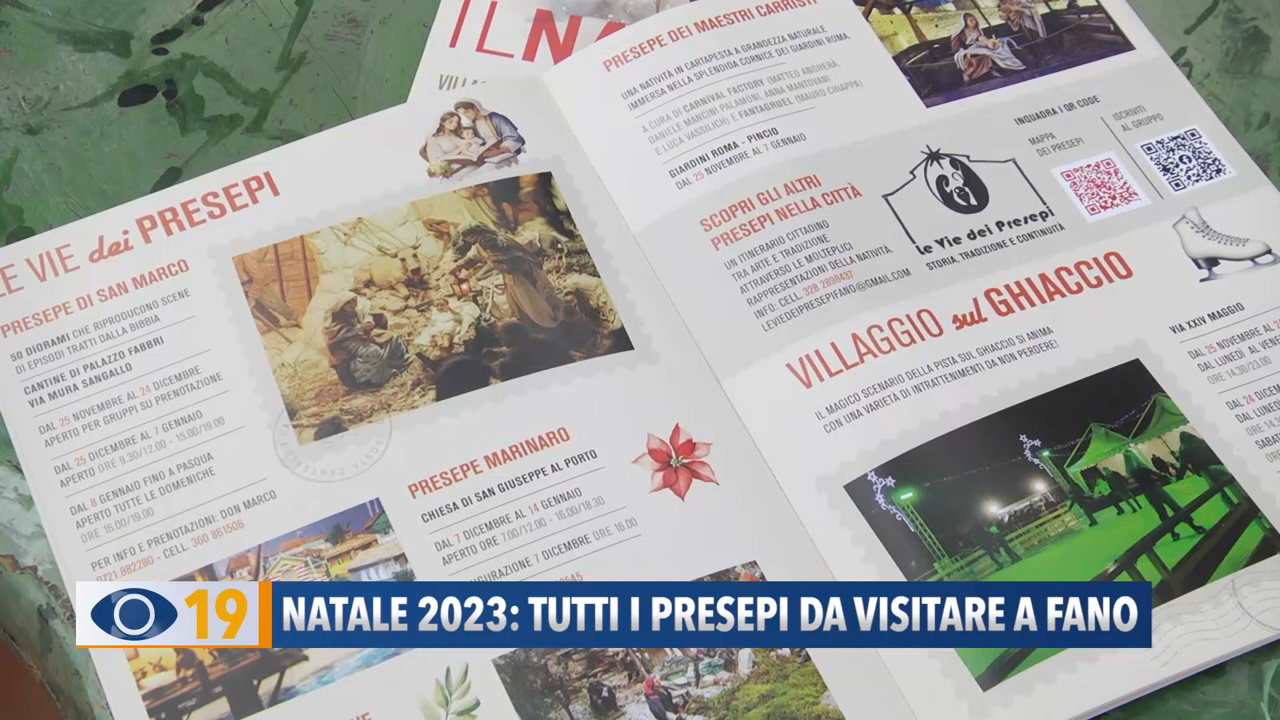 IL NA
VILLA
LE VIE dei PRESEPI
PRESEPE DI SAN MARCO
50 DIORAMI CHE RIPRODUCONO SCENE
DI EPISODI TRATTI DALLA BIBBIA
CANTINE DI PALAZZO FABBRI
VIA MURA SANGALLO
DAL 25 NOVEMBRE AL 24 DICEMBRE
APERTO PER GRUPPI SU PRENOTAZIONE
DAL 25 DICEMBRE AL 7 GENNAIO
APERTO ORE 9.30/12.00 - 15.00/19.00
DAL 8 GENNAIO FINO A PASQUA
APERTO TUTTE LE DOMENICHE
ORE 16.00/19.00
PER INFO E PRENOTAZIONI: DON MARCO
0721.882280 - CELL. 360 861506
PRESEPE MARINARO
CHIESA DI SAN GIUSEPPE AL PORTO
DAL 7 DICEMBRE AL 14 GENNAIO
APERTO ORE 7.00/12.00 - 16.00/18.30
INAUGURAZIONE 7 DICEMBRE ORE 16.00
PRESEPE DEI MAESTRI CARRISTI
UNA NATIVITÀ IN CARTAPESTA A GRANDEZZA NATURALE
IMMERSA NELLA SPLENDIDA CORNICE DEI GIARDINI ROMA.
A CURA DI CARNIVAL FACTORY (MATTEO ANGHERÀ,
DANIELE MANCINI PALAMONI, ANNA MANTOVANI
E LUCA VASSILICH) E FANTAGRUEL (MAURO CHIAPPA)
GIARDINI ROMA - PINCIO
DAL 25 NOVEMBRE AL 7 GENNAIO
SCOPRI GLI ALTRI
PRESEPI NELLA CITTÀ
UN ITINERARIO CITTADINO
TRA ARTE E TRADIZIONE
ATTRAVERSO LE MOLTEPLICI
RAPPRESENTAZIONI DELLA NATIVITÀ.
INFO: CELL. 328 2898437
LEVIEDEIPRESEPIFANO@GMAIL.COM
le Vie dei Presepi
STORIA, TRADIZIONE E CONTINUITÀ
INQUADRA I QR CODE
MAPPA
DEI PRESEPI
ISCRIVITI
AL GRUPPO
VILLAGGIO sul GHIACCIO
IL MAGICO SCENARIO DELLA PISTA SUL GHIACCIO SI ANIMA
CON UNA VARIETÀ DI INTRATTENIMENTI DA NON PERDERE!
VIA XXIV MAGGIO
DAL 25 NOVEMBRE A
DAL LUNEDÌ AL VENE
ORE 14.30/23.00
DAL 24 DIC
DAL LUNE
ORE 14.
SABA
OR
19
NATALE 2023: TUTTI I PRESEPI DA VISITARE A FANO